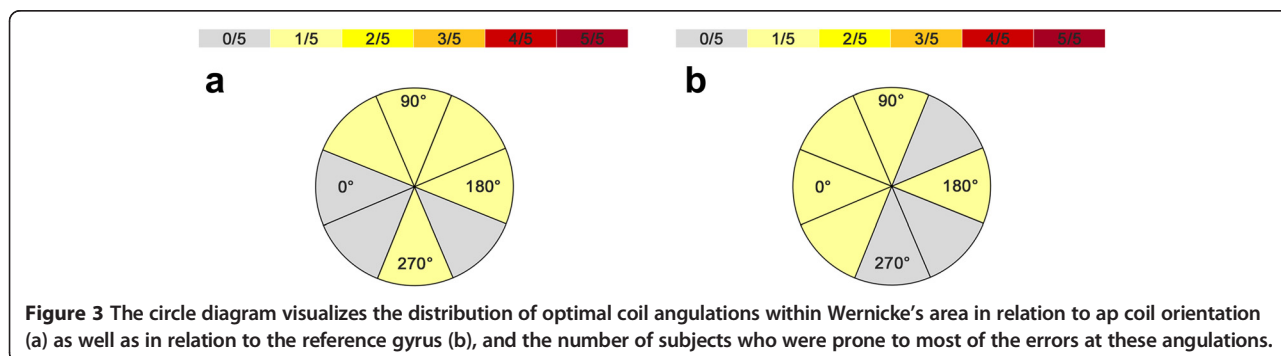 0/5 1/5 2/5 3/5 4/5 5/5
0/5 1/5 2/5 3/5 4/5 5/5
a
b
90°
0°
180°
270°
90°
0°
180°
270°
Figure 3 The circle diagram visualizes the distribution of optimal coil angulations within Wernicke's area in relation to ap coil orientation
(a) as well as in relation to the reference gyrus (b), and the number of subjects who were prone to most of the errors at these angulations.